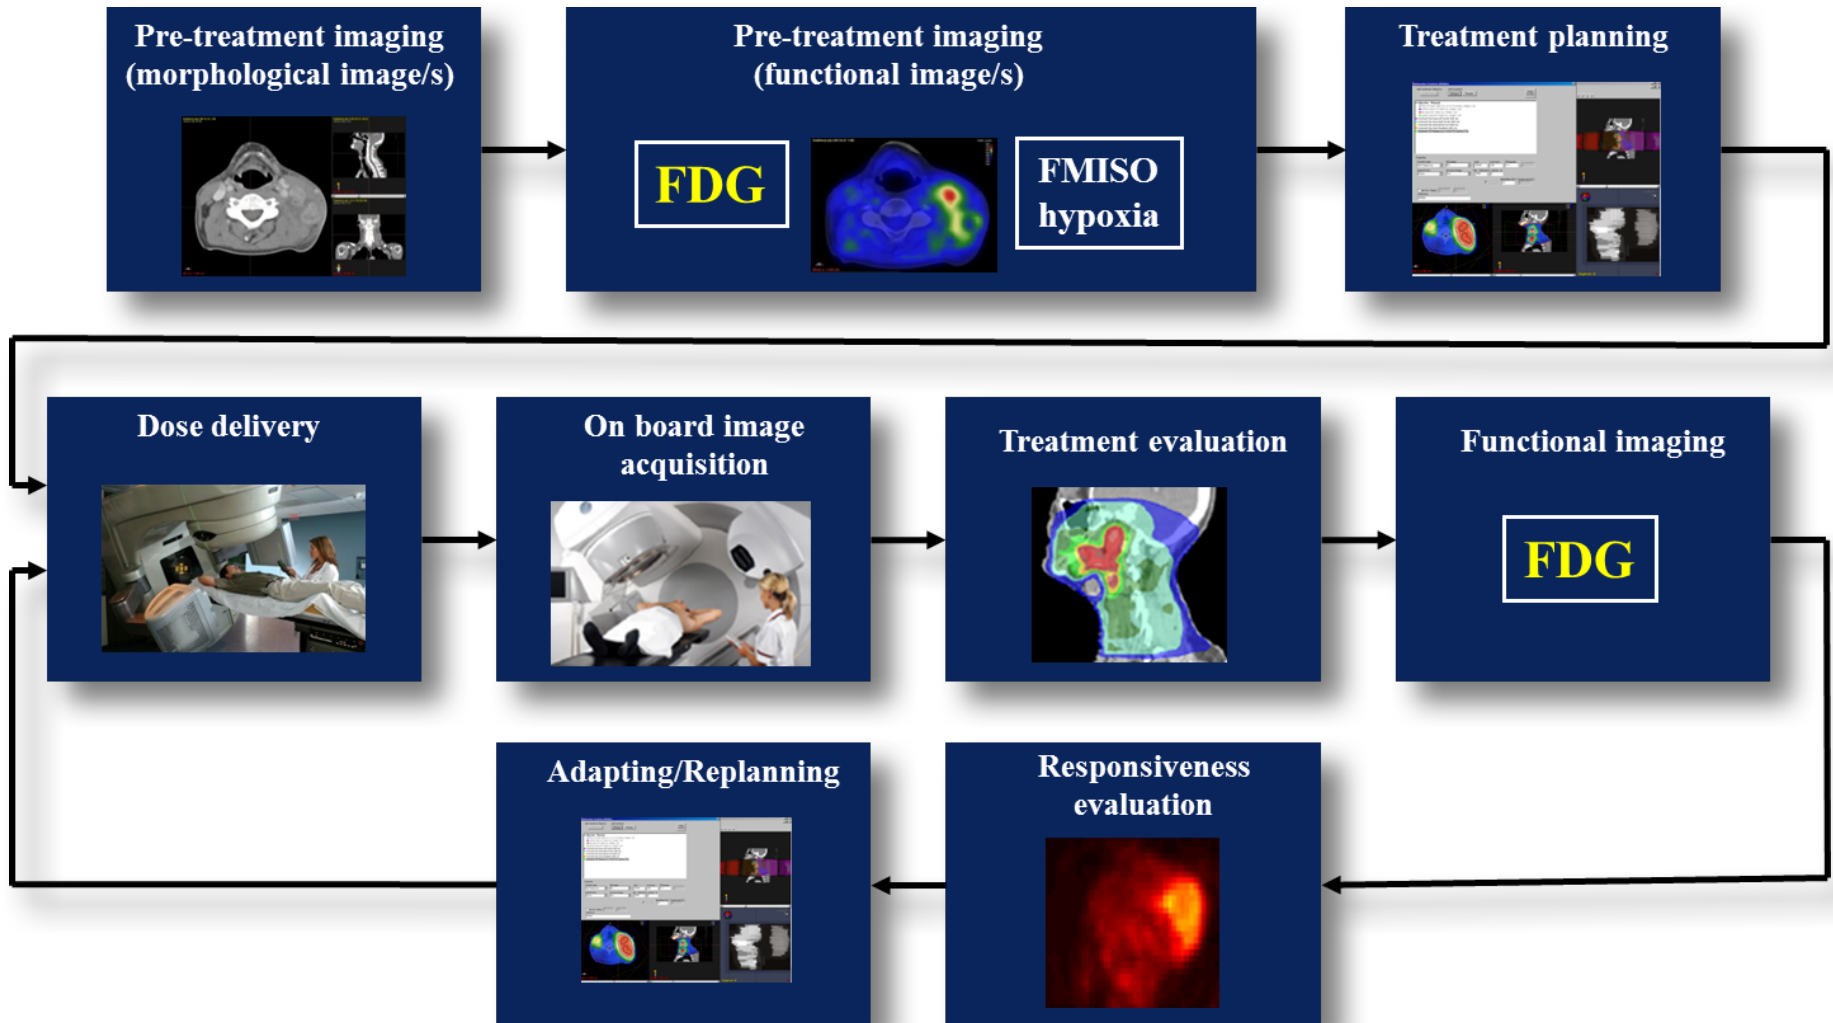 Pre-treatment imaging
(morphological image/s)
Pre-treatment imaging
(functional image/s)
FDG
FMISO
hypoxia
Treatment planning
Dose delivery
On board image
acquisition
Treatment evaluation
Functional imaging
FDG
Adapting/Replanning
Responsiveness
evaluation